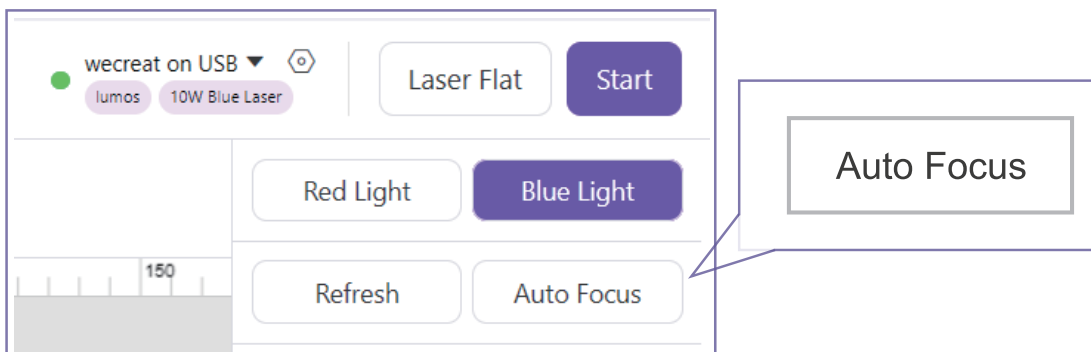 wecreat on USB
lumos 10W Blue Laser
Laser Flat
Start
Red Light
Blue Light
Auto Focus
150
Refresh
Auto Focus